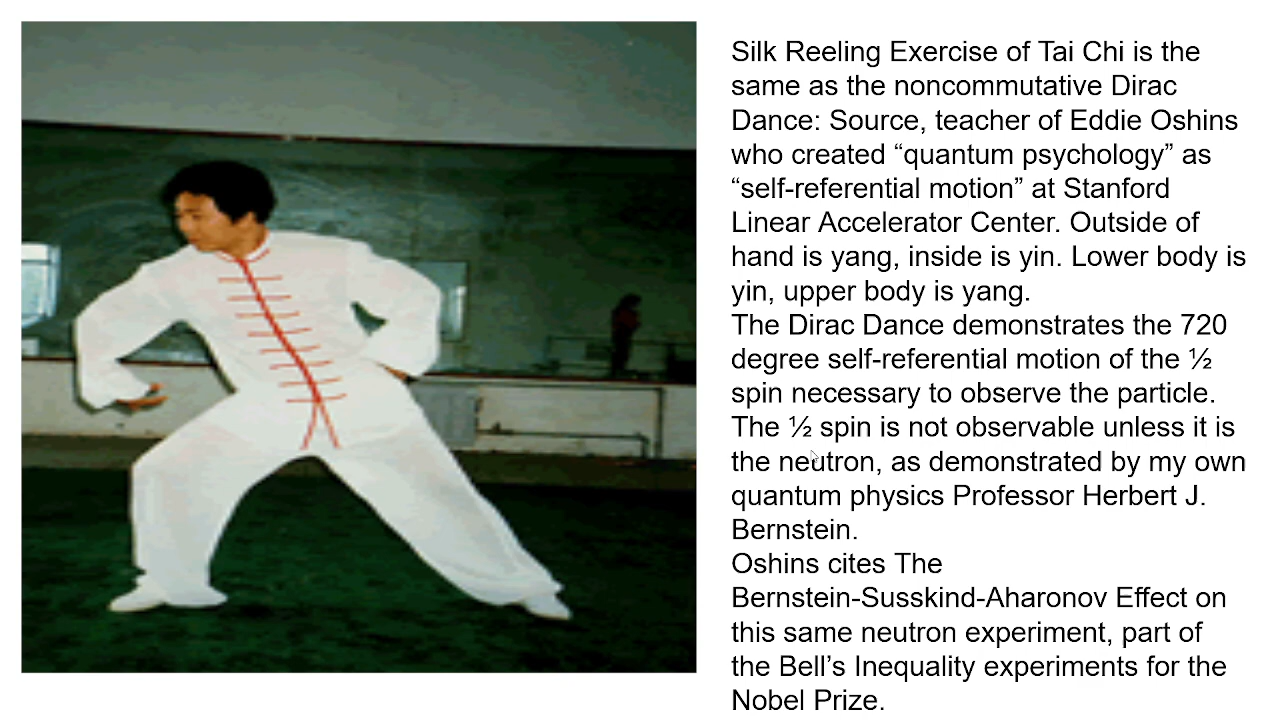 Silk Reeling Exercise of Tai Chi is the
same as the noncommutative Dirac
Dance: Source, teacher of Eddie Oshins
who created “quantum psychology” as
“self-referential motion” at Stanford
Linear Accelerator Center. Outside of
hand is yang, inside is yin. Lower body is
yin, upper body is yang.
The Dirac Dance demonstrates the 720
degree self-referential motion of the ½
spin necessary to observe the particle.
The ½ spin is not observable unless it is
the neutron, as demonstrated by my own
quantum physics Professor Herbert J.
Bernstein.
Oshins cites The
Bernstein-Susskind-Aharonov Effect on
this same neutron experiment, part of
the Bell’s Inequality experiments for the
Nobel Prize.